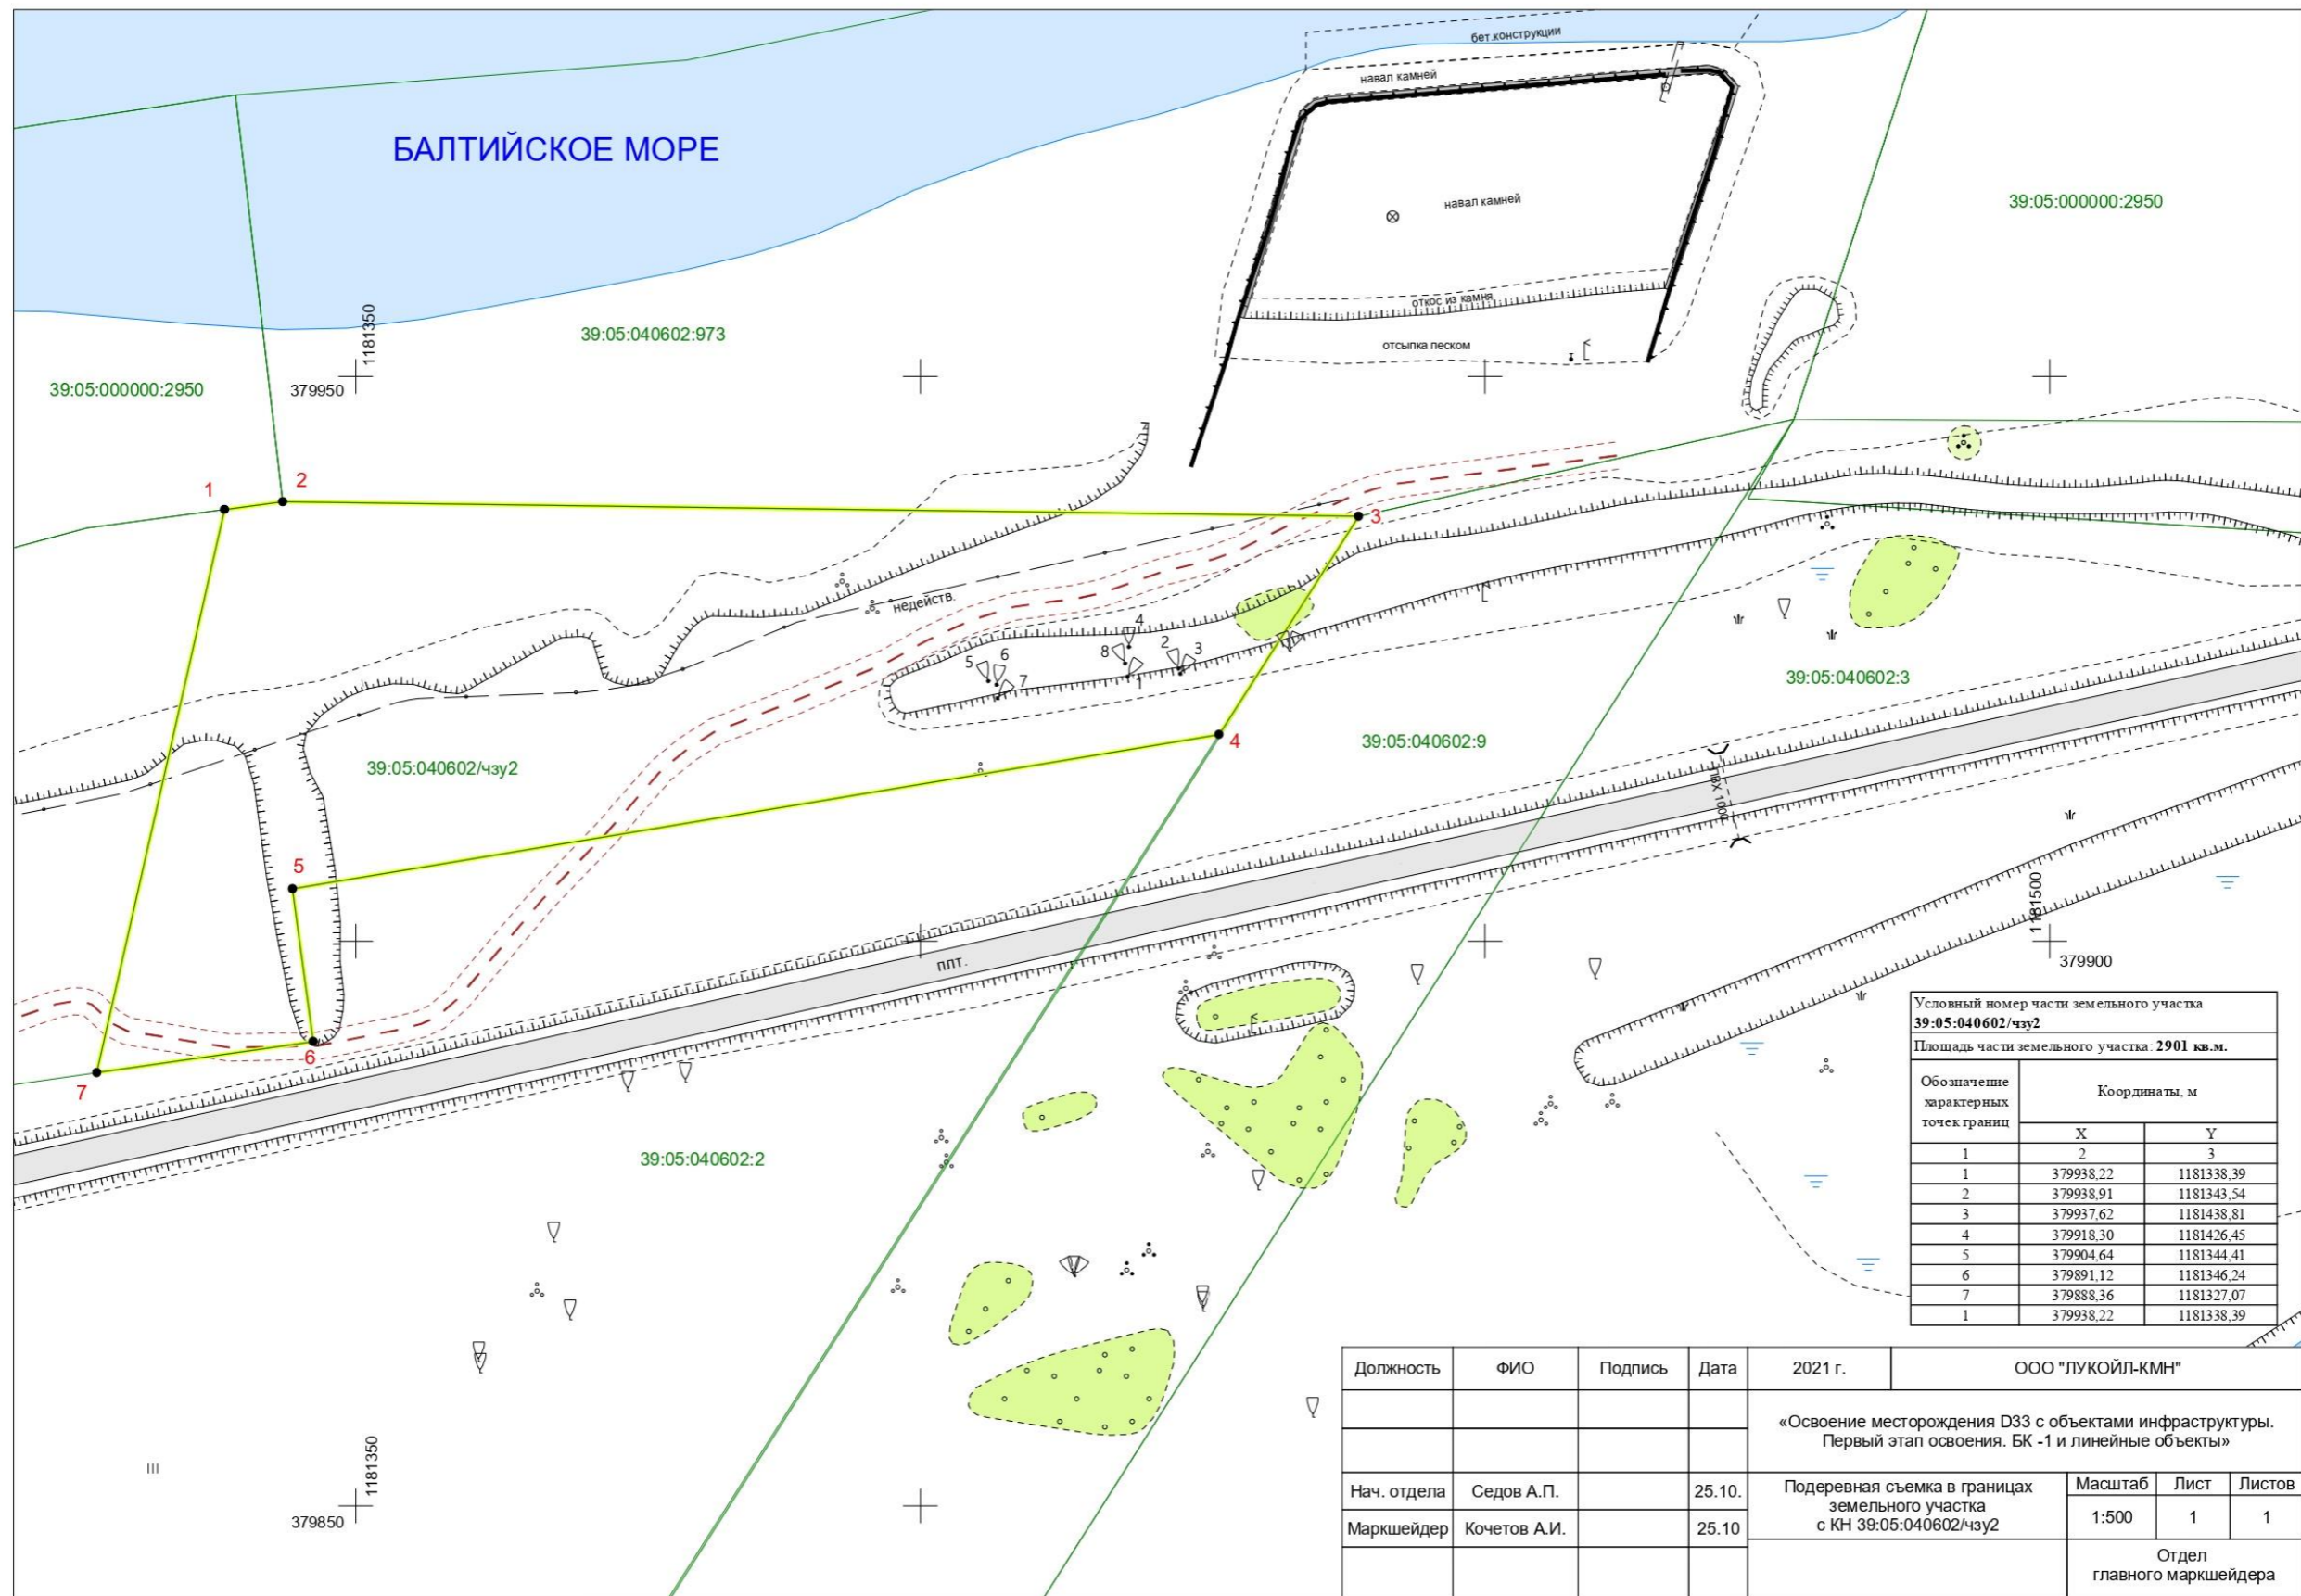 бет.конструкции
навал камней
БАЛТИЙСКОЕ МОРЕ
навал камней
39:05:000000:2950
откос из камня
1181350
39:05:040602:973
отсыпка песком
39:05:000000:2950
379950
1
2
3
недейств.
4
5
6
7
8
2
3
1
39:05:040602:3
4
39:05:040602:9
39:05:040602/чзу2
ПВХ 1000
5
1181500
379900
плт.
6
7
39:05:040602:2
Условный номер части земельного участка
39:05:040602/чзу2
Площадь части земельного участка: 2901 кв.м.
Обозначение
характерных
точек границ
Координаты, м
X Y
1 2 3
1 379938,22 1181338,39
2 379938,91 1181343,54
3 379937,62 1181438,81
4 379918,30 1181426,45
5 379904,64 1181344,41
6 379891,12 1181346,24
7 379888,36 1181327,07
1 379938,22 1181338,39
1181350
379850
Должность ФИО Подпись Дата 2021 г. ООО "ЛУКОЙЛ-КМН"
«Освоение месторождения D33 с объектами инфраструктуры.
Первый этап освоения. БК -1 и линейные объекты»
Нач. отдела Седов А.П. 25.10.
Маркшейдер Кочетов А.И. 25.10
Подеревная съемка в границах
земельного участка
с КН 39:05:040602/чзу2
Масштаб Лист Листов
1:500 1 1
Отдел
главного маркшейдера